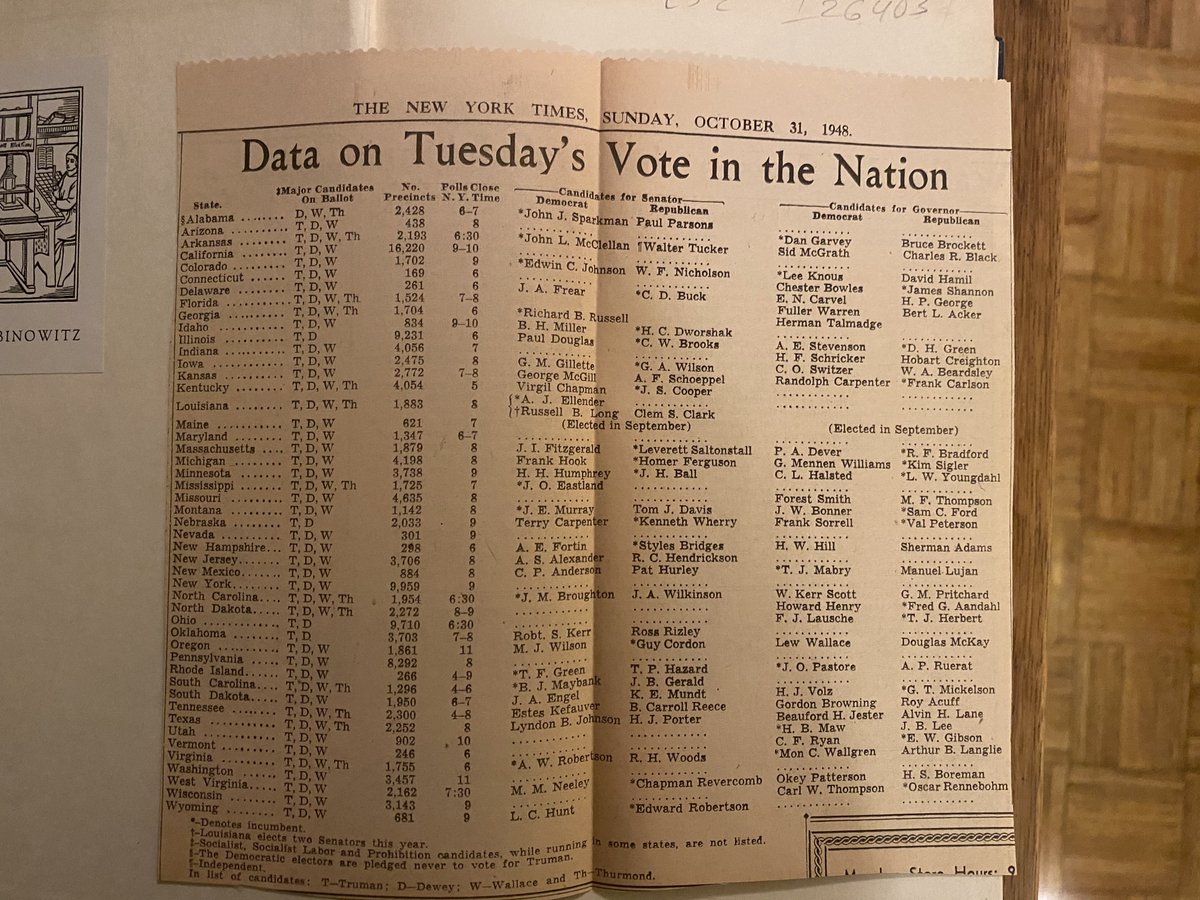 126403
BINOWITZ
THE NEW YORK TIMES, SUNDAY, OCTOBER 31, 1948.
Data on Tuesday's Vote in the Nation
‡Major Candidates No. Polls Close Candidates for Senator Candidates for Governor
State. On Ballot Precincts N. Y. Time Democrat Republican Democrat Republican
§Alabama ........ D, W, Th 2,428 6–7 *John J. Sparkman Paul Parsons
Arizona ........ T, D, W 438 8 ........ ........ *Dan Garvey Bruce Brockett
Arkansas ........ T, D, W, Th 2,193 6:30 *John L. McClellan ¶Walter Tucker Sid McGrath Charles R. Black
California ...... T, D, W 16,220 9–10 ........ ........ ........ ........
Colorado ........ T, D, W 1,702 9 *Edwin C. Johnson W. F. Nicholson *Lee Knous David Hamil
Connecticut ..... T, D, W 169 6 ........ ........ Chester Bowles *James Shannon
Delaware ........ T, D, W 261 6 J. A. Frear *C. D. Buck E. N. Carvel H. P. George
Florida ......... T, D, W, Th. 1,524 7–8 ........ ........ Fuller Warren Bert L. Acker
Georgia ......... T, D, W, Th 1,704 6 *Richard B. Russell ........ Herman Talmadge
Idaho ........... T, D, W 834 9–10 B. H. Miller *H. C. Dworshak ........ ........
Illinois ........ T, D 9,231 6 Paul Douglas *C. W. Brooks A. E. Stevenson *D. H. Green
Indiana ......... T, D, W 4,056 7 ........ ........ H. F. Schricker Hobart Creighton
Iowa ............ T, D, W 2,475 8 G. M. Gillette *G. A. Wilson C. O. Switzer W. A. Beardsley
Kansas .......... T, D, W 2,772 7–8 George McGill A. F. Schoeppel Randolph Carpenter *Frank Carlson
Kentucky ........ T, D, W, Th 4,054 5 Virgil Chapman *J. S. Cooper ........ ........
Louisiana ....... T, D, W, Th 1,883 8 {*A. J. Ellender ........ ........ ........
{†Russell B. Long Clem S. Clark
Maine ........... T, D, W 621 7 (Elected in September) (Elected in September)
Maryland ........ T, D, W 1,347 6–7 ........ ........ ........ ........
Massachusetts .... T, D, W 1,879 8 J. I. Fitzgerald *Leverett Saltonstall P. A. Dever *R. F. Bradford
Michigan ........ T, D, W 4,198 8 Frank Hook *Homer Ferguson G. Mennen Williams *Kim Sigler
Minnesota ....... T, D, W 3,738 9 H. H. Humphrey *J. H. Ball C. L. Halsted *L. W. Youngdahl
Mississippi ..... T, D, W, Th 1,725 7 *J. O. Eastland ........ ........ ........
Missouri ........ T, D, W 4,635 8 ........ ........ Forest Smith M. F. Thompson
Montana ......... T, D, W 1,142 8 *J. E. Murray Tom J. Davis J. W. Bonner *Sam C. Ford
Nebraska ........ T, D 2,033 9 Terry Carpenter *Kenneth Wherry Frank Sorrell *Val Peterson
Nevada .......... T, D, W 301 9 ........ ........ ........ ........
New Hampshire... T, D, W 298 6 A. E. Fortin *Styles Bridges H. W. Hill Sherman Adams
New Jersey...... T, D, W 3,706 8 A. S. Alexander R. C. Hendrickson ........ ........
New Mexico...... T, D, W 884 8 C. P. Anderson Pat Hurley *T. J. Mabry Manuel Lujan
New York........ T, D, W 9,959 9 ........ ........ ........ ........
North Carolina.... T, D, W, Th 1,954 6:30 *J. M. Broughton J. A. Wilkinson W. Kerr Scott G. M. Pritchard
North Dakota..... T, D, W, Th 2,272 8–9 ........ ........ Howard Henry *Fred G. Aandahl
Ohio ............ T, D 9,710 6:30 ........ ........ F. J. Lausche *T. J. Herbert
Oklahoma ........ T, D 3,703 7–8 Robt. S. Kerr Ross Rizley ........ ........
Oregon .......... T, D, W 1,861 11 M. J. Wilson *Guy Cordon Lew Wallace Douglas McKay
Pennsylvania .... T, D, W 8,292 8 ........ ........ ........ ........
Rhode Island..... T, D, W 266 4–9 *T. F. Green T. P. Hazard *J. O. Pastore A. P. Ruerat
South Carolina.... T, D, W, Th 1,296 4–6 *B. J. Maybank J. B. Gerald ........ ........
South Dakota..... T, D, W 1,950 6–7 J. A. Engel K. E. Mundt H. J. Volz *G. T. Mickelson
Tennessee ....... T, D, W, Th 2,300 4–8 Estes Kefauver B. Carroll Reece Gordon Browning Roy Acuff
Texas ........... T, D, W, Th 2,252 8 Lyndon B. Johnson H. J. Porter Beauford H. Jester Alvin H. Lane
Utah ............ T, D, W 902 10 ........ ........ *H. B. Maw J. B. Lee
Vermont ......... T, D, W 246 6 ........ ........ C. F. Ryan *E. W. Gibson
Virginia ........ T, D, W, Th 1,755 6 *A. W. Robertson R. H. Woods
Washington ...... T, D, W 3,457 11 ........ ........ *Mon C. Wallgren Arthur B. Langlie
West Virginia..... T, D, W 2,162 7:30 M. M. Neeley *Chapman Revercomb Okey Patterson H. S. Boreman
Wisconsin ....... T, D, W 3,143 9 ........ ........ Carl W. Thompson *Oscar Rennebohm
Wyoming ......... T, D, W 681 9 L. C. Hunt *Edward Robertson ........ ........
*–Denotes incumbent.
†–Louisiana elects two Senators this year.
‡–Socialist, Socialist Labor and Prohibition candidates, while running in some states, are not listed.
§–The Democratic electors are pledged never to vote for Truman.
¶–Independent.
In list of candidates: T–Truman; D–Dewey; W–Wallace and Th–Thurmond.
Store Hours: 9